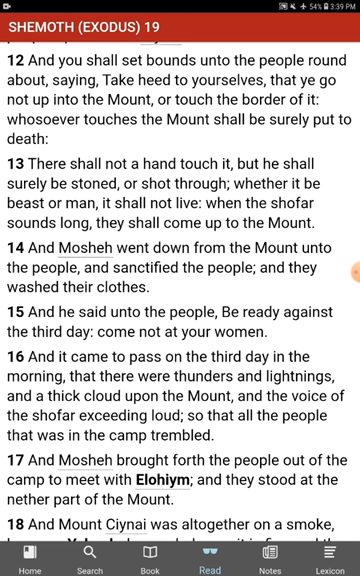 54% 3:39 PM
SHEMOTH (EXODUS) 19
12 And you shall set bounds unto the people round
about, saying, Take heed to yourselves, that ye go
not up into the Mount, or touch the border of it:
whosoever touches the Mount shall be surely put to
death:
13 There shall not a hand touch it, but he shall
surely be stoned, or shot through; whether it be
beast or man, it shall not live: when the shofar
sounds long, they shall come up to the Mount.
14 And Mosheh went down from the Mount unto
the people, and sanctified the people; and they
washed their clothes.
15 And he said unto the people, Be ready against
the third day: come not at your women.
16 And it came to pass on the third day in the
morning, that there were thunders and lightnings,
and a thick cloud upon the Mount, and the voice of
the shofar exceeding loud; so that all the people
that was in the camp trembled.
17 And Mosheh brought forth the people out of the
camp to meet with Elohiym; and they stood at the
nether part of the Mount.
18 And Mount Ciynai was altogether on a smoke,
Home Search Book Read Notes Lexicon